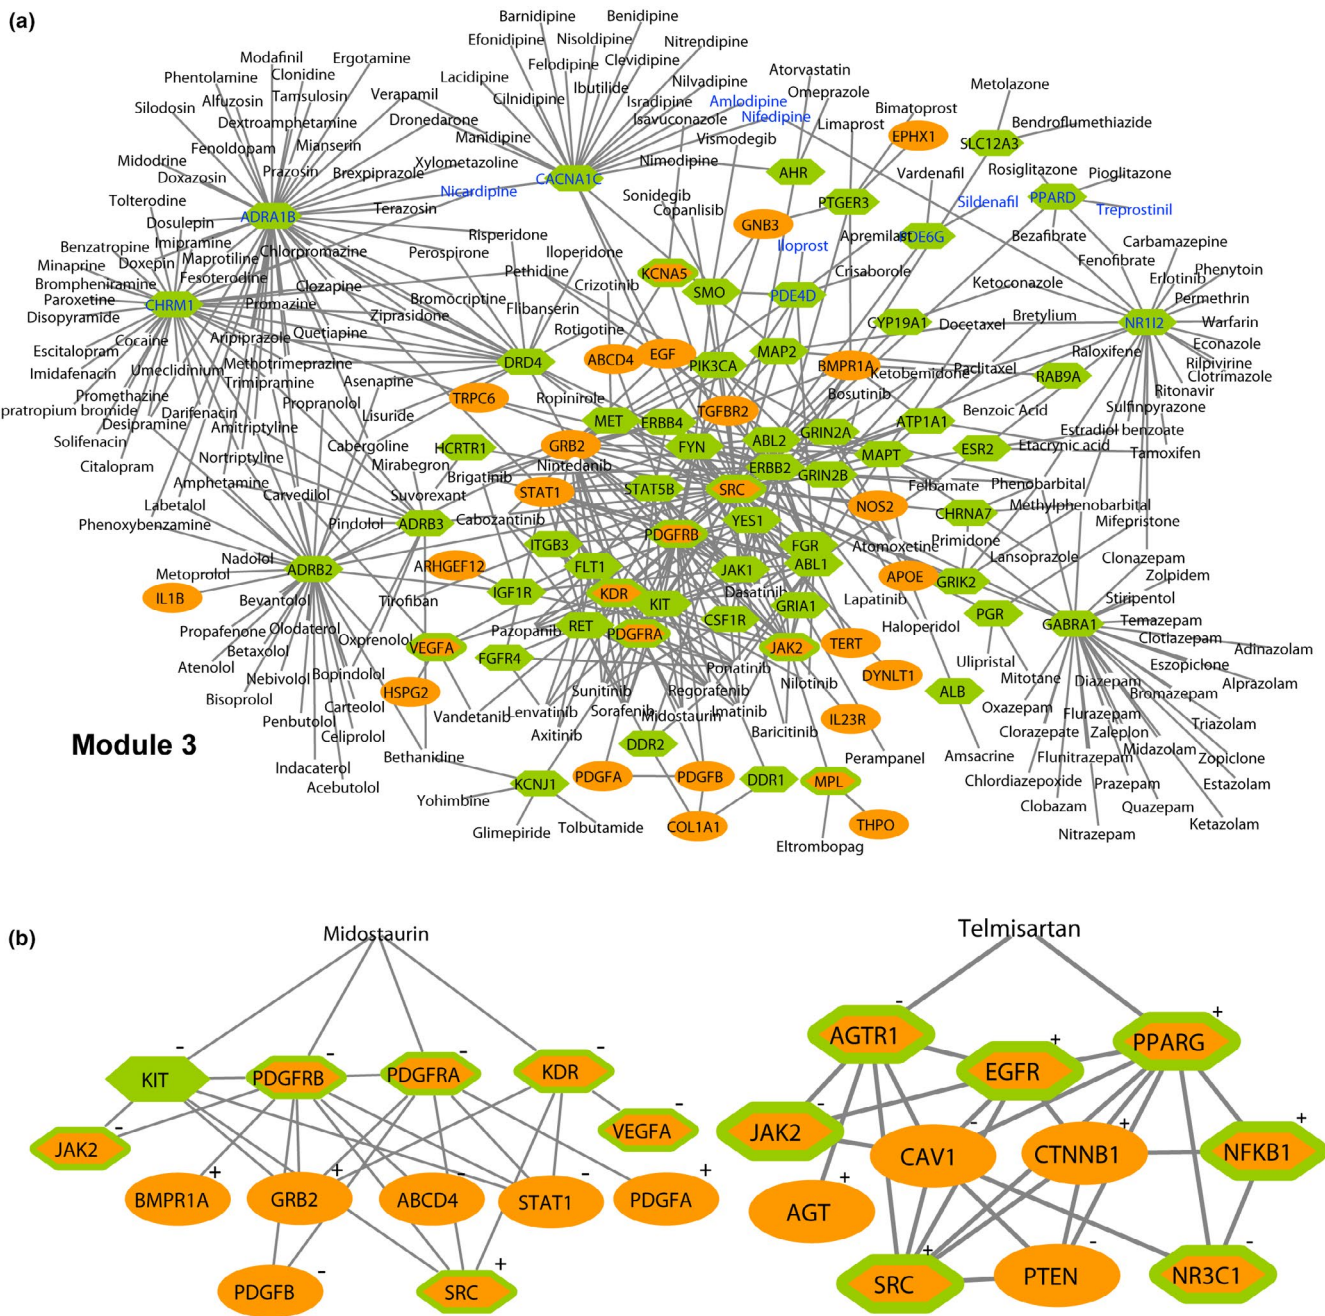 (a)
Barnidipine
Benidipine
Efonidipine
Nisoldipine
Nitrendipine
Modafinil
Ergotamine
Felodipine
Clevidipine
Phentolamine
Clonidine
Lacidipine
Ibutilide
Nilvadipine
Atorvastatin
Metolazone
Silodosin
Alfuzosin
Tamsulosin
Verapamil
Cilnidipine
Isradipine
Amlodipine
Omeprazole
Bimatoprost
Dextroamphetamine
Dronedarone
Isavuconazole
Nifedipine
Limaprost
EPHX1
Bendroflumethiazide
Fenoldopam
Mianserin
Manidipine
Vismodegib
SLC12A3
Midodrine
Prazosin
Brexpiprazole
Xylometazoline
Nimodipine
AHR
Vardenafil
Rosiglitazone
Pioglitazone
Doxazosin
Nicardipine
CACNA1C
Sonidegib
PTGER3
Sildenafil
PPARD
Treprostinil
Tolterodine
ADRA1B
Terazosin
Copanlisib
GNB3
Dosulepin
Risperidone
Iloprost
Apremilast
PDE6G
Bezafibrate
Carbamazepine
Benzatropine
Imipramine
Chlorpromazine
Perospirone
Iloperidone
Fenofibrate
Minaprine
Doxepin
Maprotiline
Pethidine
KCNA5
Crisaborole
Erlotinib
Phenytoin
Brompheniramine
Fesoterodine
Clozapine
Crizotinib
SMO
PDE4D
Ketoconazole
Permethrin
Paroxetine
CHRM1
Promazine
Bromocriptine
Flibanserin
Disopyramide
Ziprasidone
Rotigotine
CYP19A1
Docetaxel
Bretylium
NR1I2
Warfarin
Cocaine
Aripiprazole
Quetiapine
Econazole
Escitalopram
Methotrimeprazine
DRD4
ABCD4
EGF
PIK3CA
MAP2
BMPR1A
Raloxifene
Rilpivirine
Imidafenacin
Umeclidinium
Trimipramine
Asenapine
Ketobemidone
Paclitaxel
RAB9A
Clotrimazole
Promethazine
TRPC6
Ropinirole
Bosutinib
Ritonavir
pratropium bromide
Darifenacin
Propranolol
Lisuride
MET
ERBB4
TGFBR2
ATP1A1
Benzoic Acid
Sulfinpyrazone
Desipramine
Amitriptyline
Solifenacin
Cabergoline
HCRTR1
GRB2
FYN
ABL2
GRIN2A
MAPT
ESR2
Estradiol benzoate
Etacrynic acid
Tamoxifen
Citalopram
Nortriptyline
Mirabegron
Nintedanib
ERBB2
GRIN2B
Amphetamine
Brigatinib
Felbamate
Phenobarbital
Labetalol
Carvedilol
Suvorexant
STAT1
STAT5B
SRC
NOS2
CHRNA7
Methylphenobarbital
Phenoxybenzamine
Pindolol
ADRB3
Cabozantinib
YES1
Mifepristone
Nadolol
ITGB3
PDGFRB
FGR
Atomoxetine
Primidone
Lansoprazole
Clonazepam
Metoprolol
ADRB2
ARHGEF12
FLT1
JAK1
ABL1
APOE
GRIK2
Zolpidem
IL1B
Bevantolol
Tirofiban
IGF1R
KDR
KIT
Dasatinib
GRIA1
Lapatinib
PGR
Stiripentol
Propafenone
Olodaterol
Oxprenolol
Pazopanib
RET
PDGFRA
CSF1R
Haloperidol
GABRA1
Temazepam
Betaxolol
VEGFA
FGFR4
JAK2
TERT
Clotiazepam
Adinazolam
Atenolol
Nebivolol
Bopindolol
Ponatinib
Ulipristal
Eszopiclone
Bisoprolol
HSPG2
Sunitinib
Regorafenib
Nilotinib
DYNLT1
ALB
Mitotane
Diazepam
Bromazepam
Alprazolam
Penbutolol
Carteolol
Vandetanib
Lenvatinib
Sorafenib
Midostaurin
Imatinib
IL23R
Oxazepam
Flurazepam
Triazolam
Celiprolol
Axitinib
Baricitinib
Clorazepate
Zaleplon
Module 3
Bethanidine
DDR2
Perampanel
Amsacrine
Flunitrazepam
Midazolam
Zopiclone
Indacaterol
Acebutolol
KCNJ1
PDGFA
PDGFB
DDR1
MPL
Chlordiazepoxide
Prazepam
Estazolam
Yohimbine
Clobazam
Quazepam
Glimepiride
Tolbutamide
COL1A1
THPO
Nitrazepam
Ketazolam
Eltrombopag
(b)
Midostaurin
KIT -
PDGFRB -
PDGFRA -
KDR -
JAK2 -
VEGFA -
BMPR1A +
GRB2 +
ABCD4 -
STAT1 -
PDGFA +
PDGFB -
SRC +
Telmisartan
AGTR1 -
EGFR +
PPARG +
JAK2 -
CAV1 -
CTNNB1 +
NFKB1 +
AGT +
SRC +
PTEN -
NR3C1 -